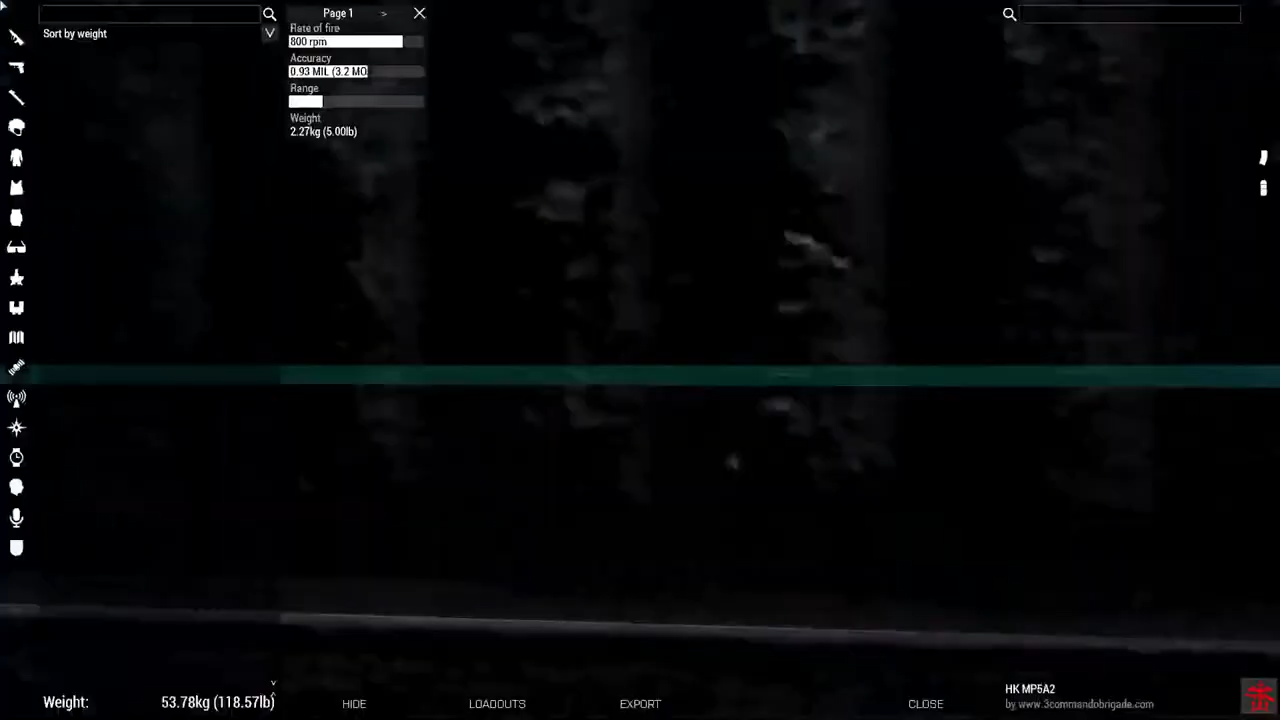 Page 1 >
Sort by weight
Rate of fire
800 rpm
Accuracy
0.93 MIL (3.2 MO
Range
Weight
2.27kg (5.00lb)
Weight: 53.78kg (118.57lb)
HIDE
LOADOUTS
EXPORT
CLOSE
HK MP5A2
by www.3commandobrigade.com